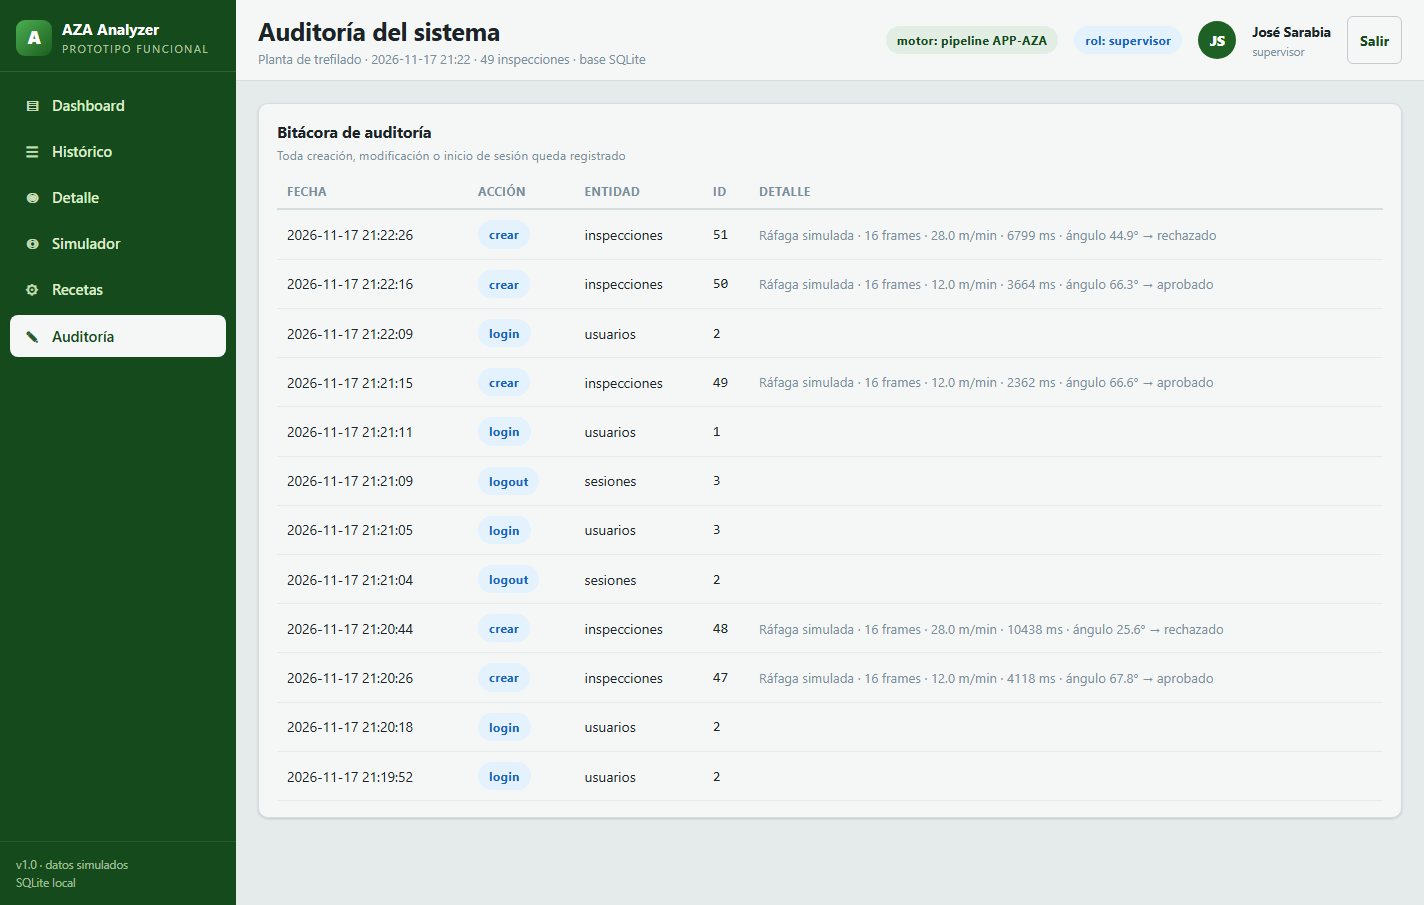 A
AZA Analyzer
PROTOTIPO FUNCIONAL
Dashboard
Histórico
Detalle
Simulador
Recetas
Auditoría
v1.0 · datos simulados
SQLite local
Auditoría del sistema
Planta de trefilado · 2026-11-17 21:22 · 49 inspecciones · base SQLite
motor: pipeline APP-AZA
rol: supervisor
JS
José Sarabia
supervisor
Salir
Bitácora de auditoría
Toda creación, modificación o inicio de sesión queda registrado
FECHA ACCIÓN ENTIDAD ID DETALLE
2026-11-17 21:22:26 crear inspecciones 51 Ráfaga simulada · 16 frames · 28.0 m/min · 6799 ms · ángulo 44.9° → rechazado
2026-11-17 21:22:16 crear inspecciones 50 Ráfaga simulada · 16 frames · 12.0 m/min · 3664 ms · ángulo 66.3° → aprobado
2026-11-17 21:22:09 login usuarios 2
2026-11-17 21:21:15 crear inspecciones 49 Ráfaga simulada · 16 frames · 12.0 m/min · 2362 ms · ángulo 66.6° → aprobado
2026-11-17 21:21:11 login usuarios 1
2026-11-17 21:21:09 logout sesiones 3
2026-11-17 21:21:05 login usuarios 3
2026-11-17 21:21:04 logout sesiones 2
2026-11-17 21:20:44 crear inspecciones 48 Ráfaga simulada · 16 frames · 28.0 m/min · 10438 ms · ángulo 25.6° → rechazado
2026-11-17 21:20:26 crear inspecciones 47 Ráfaga simulada · 16 frames · 12.0 m/min · 4118 ms · ángulo 67.8° → aprobado
2026-11-17 21:20:18 login usuarios 2
2026-11-17 21:19:52 login usuarios 2